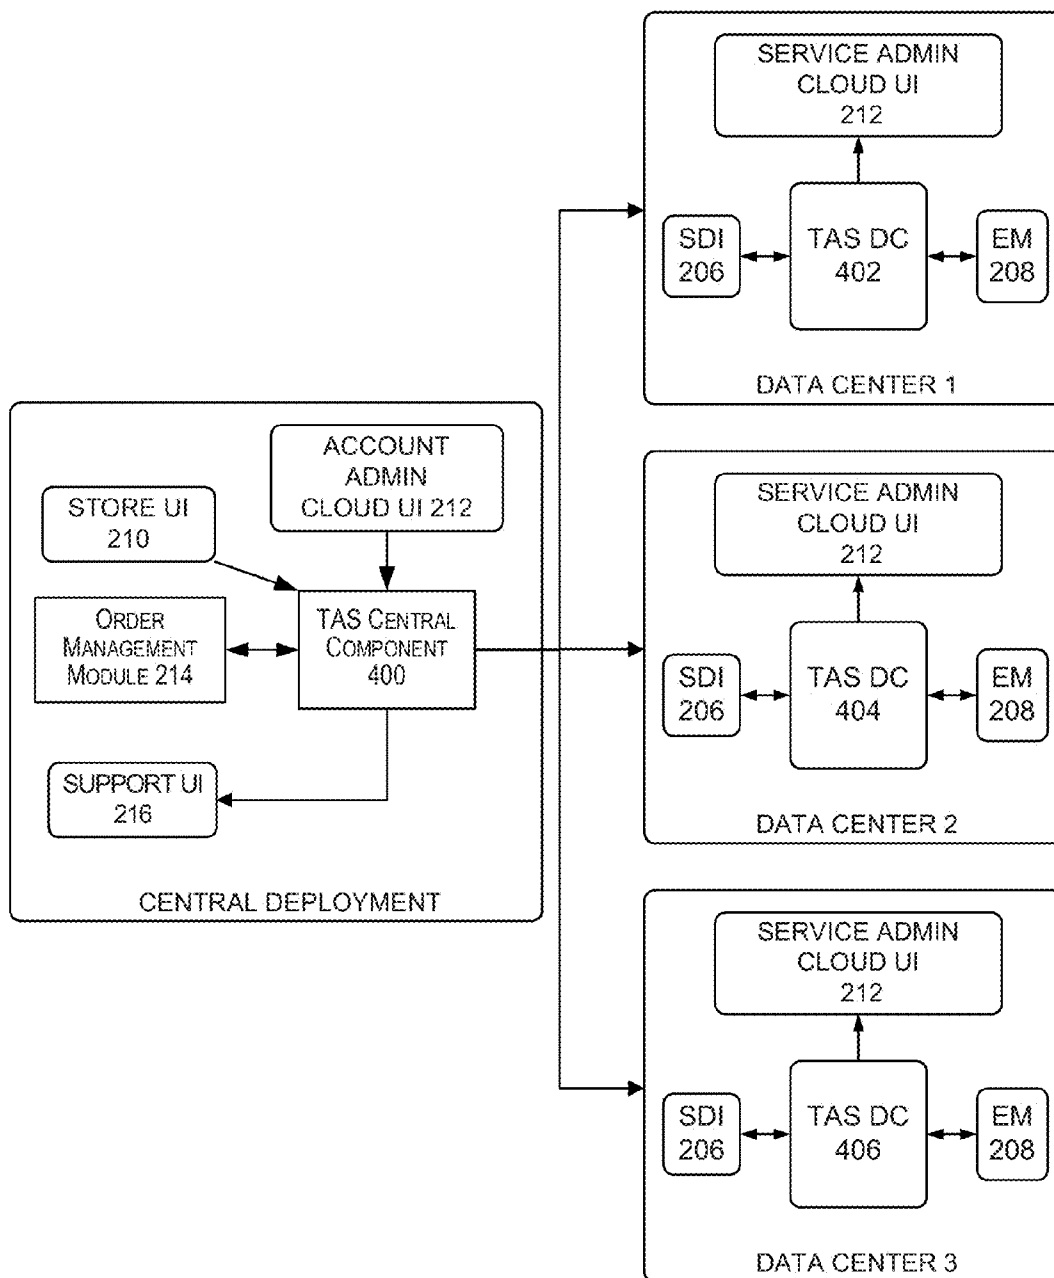 SERVICE ADMIN
CLOUD UI
212
SDI
206
TAS DC
402
EM
208
DATA CENTER 1
ACCOUNT
ADMIN
CLOUD UI 212
STORE UI
210
ORDER
MANAGEMENT
MODULE 214
TAS CENTRAL
COMPONENT
400
SUPPORT UI
216
CENTRAL DEPLOYMENT
SERVICE ADMIN
CLOUD UI
212
SDI
206
TAS DC
404
EM
208
DATA CENTER 2
SERVICE ADMIN
CLOUD UI
212
SDI
206
TAS DC
406
EM
208
DATA CENTER 3